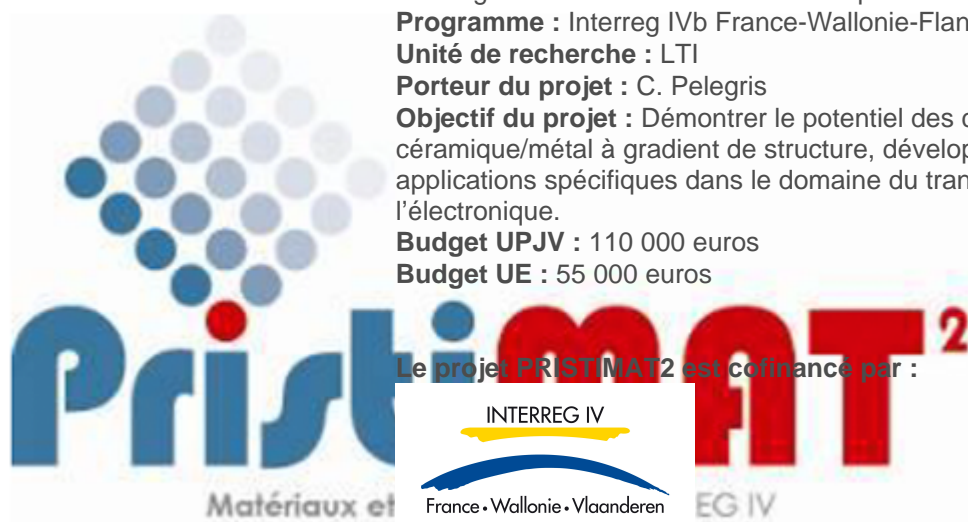 Programme : Interreg IVb France-Wallonie-Flan
Unité de recherche : LTI
Porteur du projet : C. Pelegris
Objectif du projet : Démontrer le potentiel des
céramique/métal à gradient de structure, dévelop
applications spécifiques dans le domaine du tran
l'électronique.
Budget UPJV : 110 000 euros
Budget UE : 55 000 euros
PristiMAT2
Le projet PRISTIMAT2 est cofinancé par :
INTERREG IV
France • Wallonie • Vlaanderen
Matériaux et
EG IV